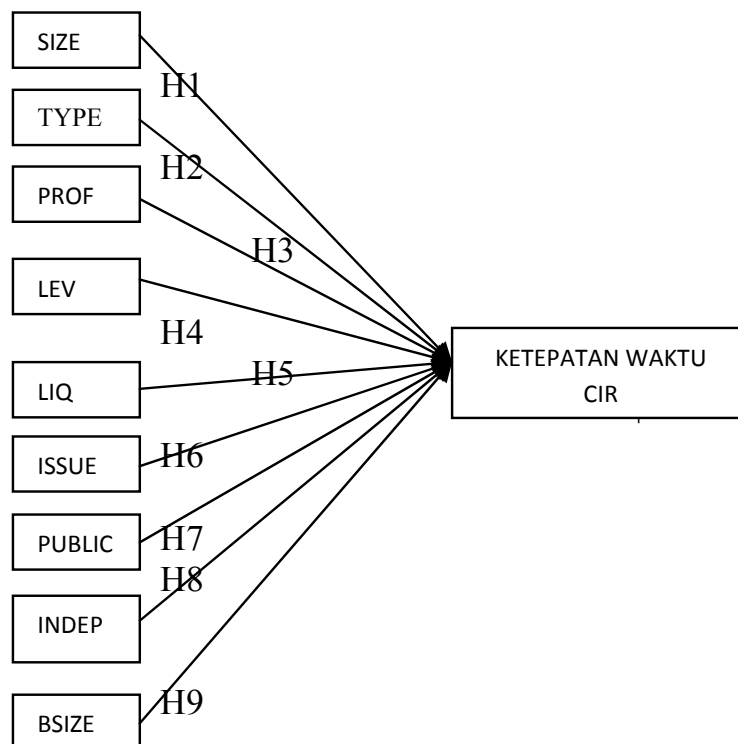 SIZE
H1
TYPE
H2
PROF
H3
LEV
H4
KETEPATAN WAKTU
CIR
LIQ
H5
ISSUE
H6
PUBLIC
H7
H8
INDEP
H9
BSIZE